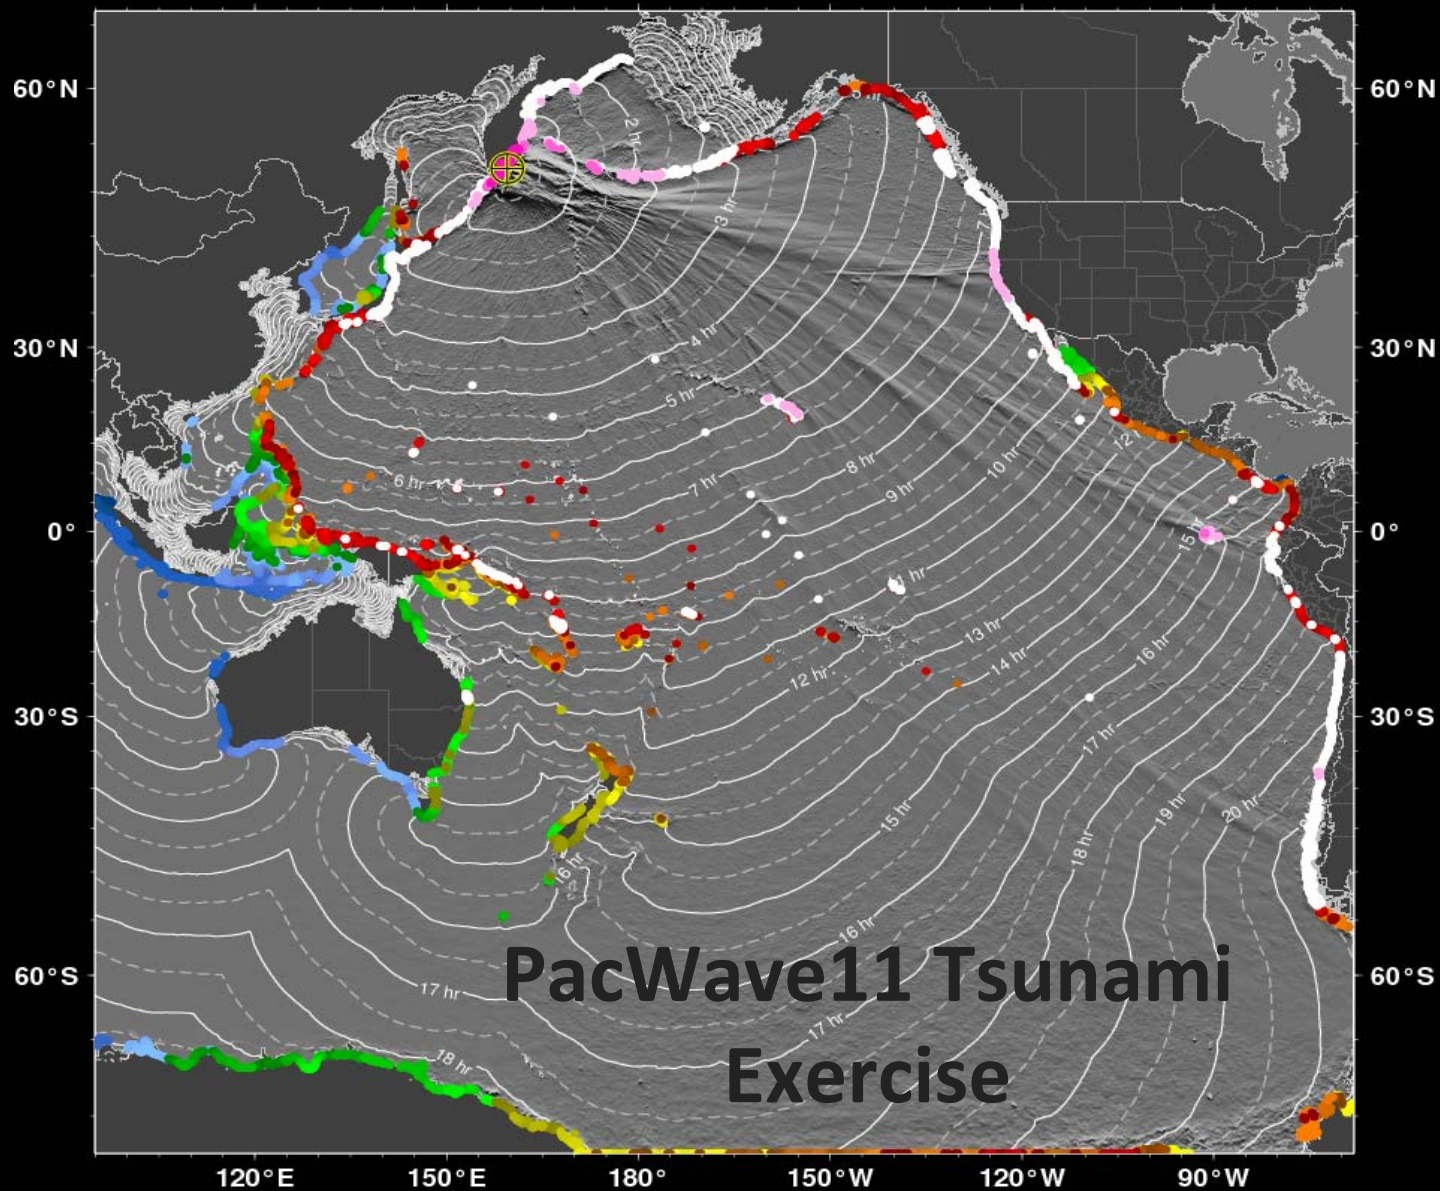 60°N
60°N
2 hr
3 hr
30°N
30°N
4 hr
5 hr
12
8 hr
10 hr
6 hr
7 hr
9 hr
0°
0°
15
13 hr
16 hr
14 hr
12 hr
30°S
30°S
17 hr
15 hr
19 hr
20 hr
18 hr
16 hr
16 hr
PacWave11 Tsunami
60°S
60°S
17 hr
17 hr
18 hr
Exercise
120°E
150°E
180°
150°W
120°W
90°W